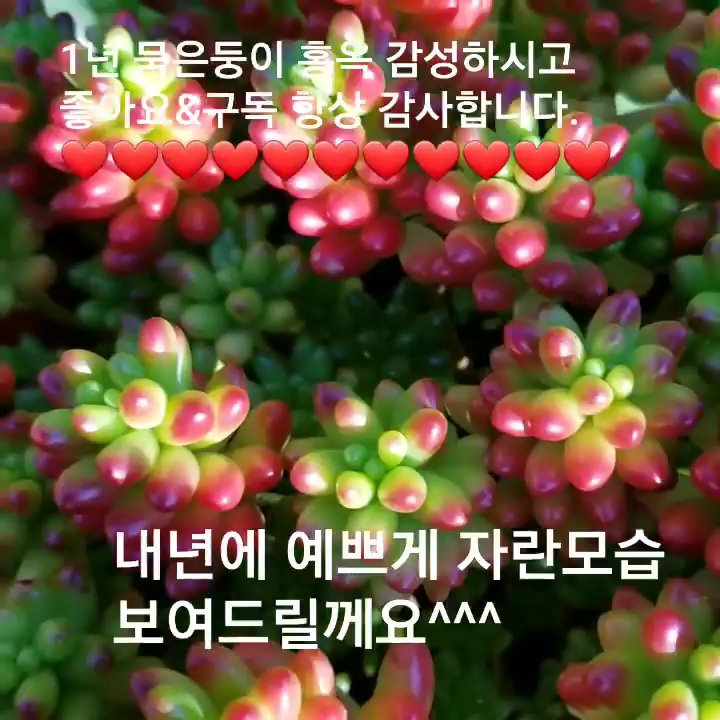 1년 묵은둥이 홍옥 감성하시고
좋아요&구독 항상 감사합니다.
❤❤❤❤❤❤❤❤❤❤❤
내년에 예쁘게 자란모습
보여드릴께요^^^